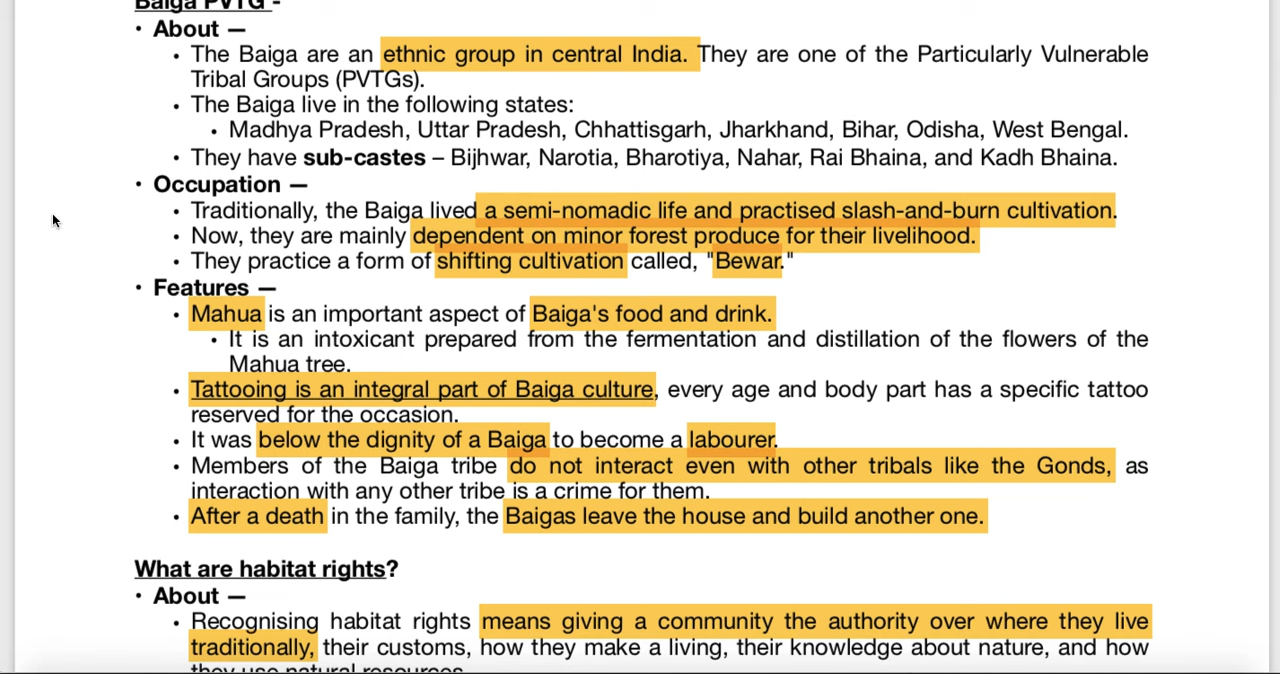 Baiga PVTG -
• About —
• The Baiga are an ethnic group in central India. They are one of the Particularly Vulnerable
Tribal Groups (PVTGs).
• The Baiga live in the following states:
• Madhya Pradesh, Uttar Pradesh, Chhattisgarh, Jharkhand, Bihar, Odisha, West Bengal.
• They have sub-castes – Bijhwar, Narotia, Bharotiya, Nahar, Rai Bhaina, and Kadh Bhaina.
• Occupation —
• Traditionally, the Baiga lived a semi-nomadic life and practised slash-and-burn cultivation.
• Now, they are mainly dependent on minor forest produce for their livelihood.
• They practice a form of shifting cultivation called, "Bewar."
• Features —
• Mahua is an important aspect of Baiga's food and drink.
• It is an intoxicant prepared from the fermentation and distillation of the flowers of the
Mahua tree.
• Tattooing is an integral part of Baiga culture, every age and body part has a specific tattoo
reserved for the occasion.
• It was below the dignity of a Baiga to become a labourer.
• Members of the Baiga tribe do not interact even with other tribals like the Gonds, as
interaction with any other tribe is a crime for them.
• After a death in the family, the Baigas leave the house and build another one.
What are habitat rights?
• About —
• Recognising habitat rights means giving a community the authority over where they live
traditionally, their customs, how they make a living, their knowledge about nature, and how
they use natural resources.